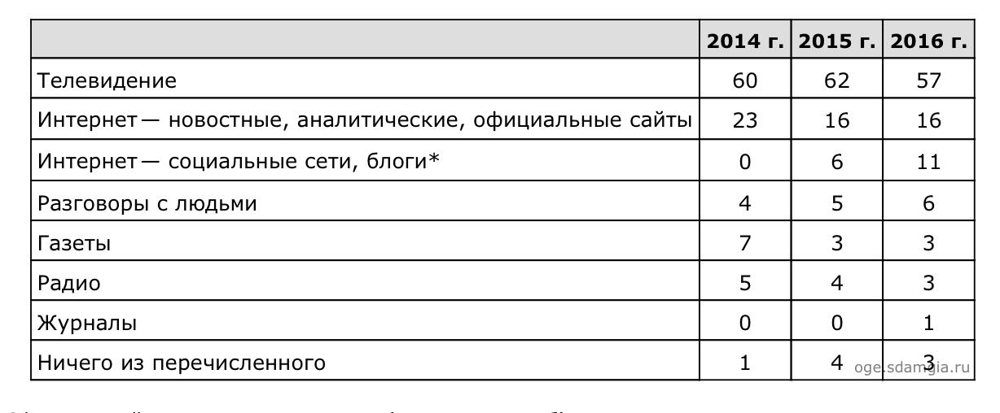 2014 г. 2015 г. 2016 г.
Телевидение 60 62 57
Интернет — новостные, аналитические, официальные сайты 23 16 16
Интернет — социальные сети, блоги* 0 6 11
Разговоры с людьми 4 5 6
Газеты 7 3 3
Радио 5 4 3
Журналы 0 0 1
Ничего из перечисленного 1 4 3
oge.sdamgia.ru